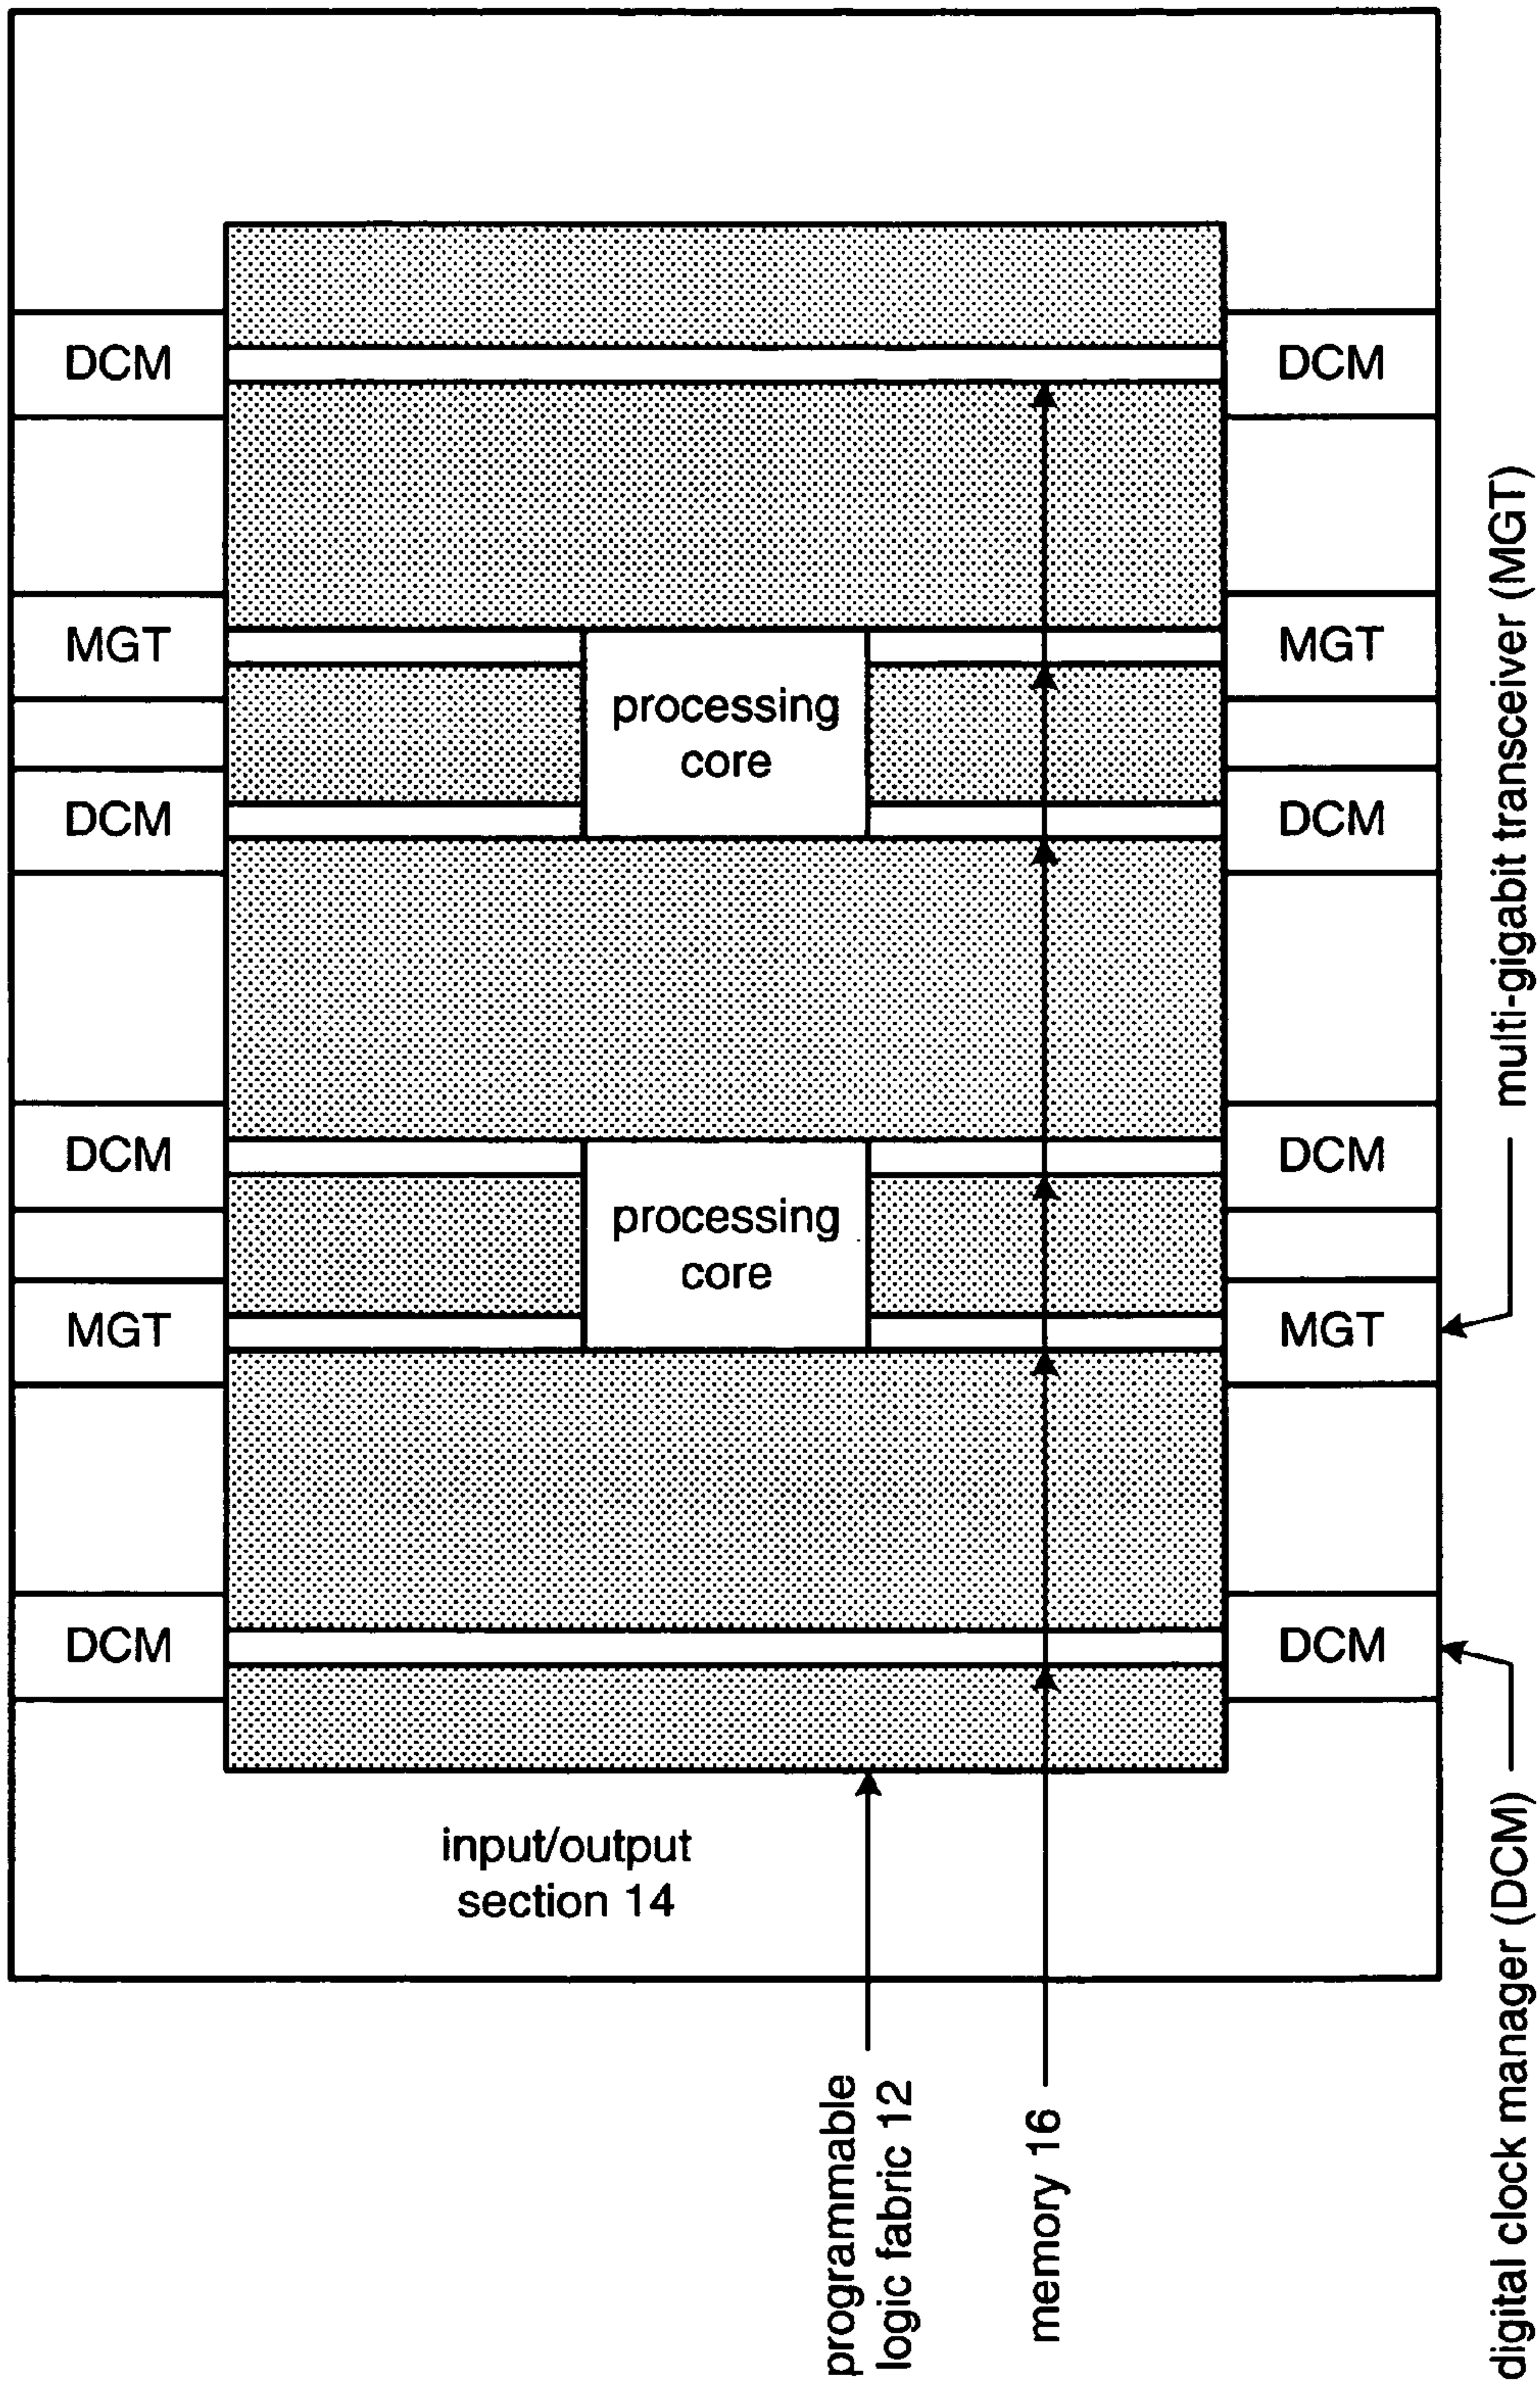 DCM
DCM
MGT
MGT
processing
core
DCM
DCM
multi-gigabit transceiver (MGT)
DCM
DCM
processing
core
MGT
MGT
DCM
DCM
input/output
section 14
programmable
logic fabric 12
memory 16
digital clock manager (DCM)